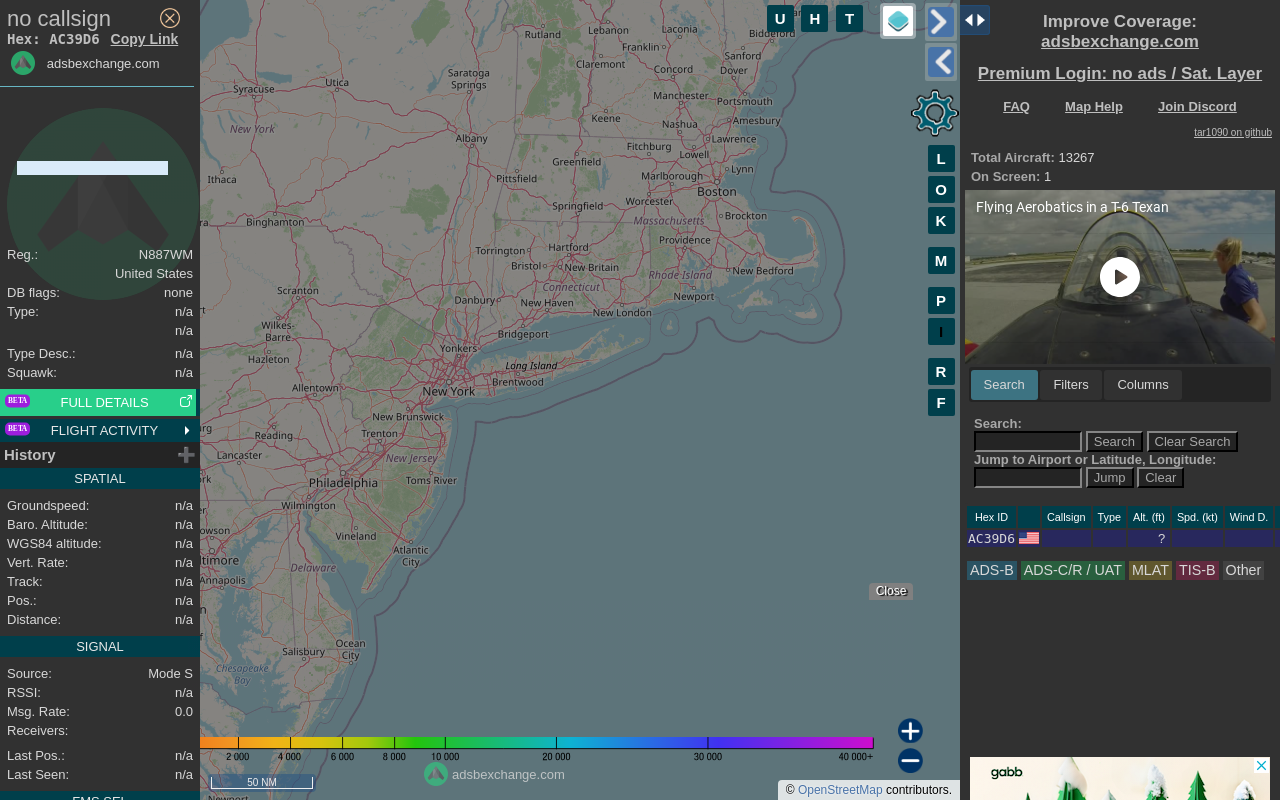 no callsign
Hex: AC39D6 Copy Link
adsbexchange.com
Reg.: N887WM
United States
DB flags: none
Type: n/a
n/a
Type Desc.: n/a
Squawk: n/a
BETA FULL DETAILS
BETA FLIGHT ACTIVITY
History
SPATIAL
Groundspeed: n/a
Baro. Altitude: n/a
WGS84 altitude: n/a
Vert. Rate: n/a
Track: n/a
Pos.: n/a
Distance: n/a
SIGNAL
Source: Mode S
RSSI: n/a
Msg. Rate: 0.0
Receivers:
Last Pos.: n/a
Last Seen: n/a
FMS SEL
U H T
L
O
K
M
P
I
R
F
Rutland
Lebanon
Laconia
Biddeford
Franklin
Sanford
Claremont
Concord
Dover
Saratoga
Springs
Utica
Syracuse
Manchester
Portsmouth
Keene
Nashua
Amesbury
New York
Albany
Lawrence
Fitchburg
Lowell
Greenfield
Lynn
Ithaca
Pittsfield
Marlborough
Boston
Worcester
Springfield
Massachusetts
Brockton
Binghamton
Providence
Hartford
Torrington
Bristol
New Britain
New Bedford
Rhode Island
Connecticut
Scranton
Newport
Danbury
New Haven
New London
Wilkes-
Barre
Bridgeport
Yonkers
Hazleton
Long Island
Brentwood
Allentown
New York
New Brunswick
Reading
Trenton
Lancaster
New Jersey
Toms River
Philadelphia
Wilmington
Vineland
Atlantic
City
Delaware
Annapolis
Ocean
City
Salisbury
Chesapeake
Bay
Newport
Close
2 000 4 000 6 000 8 000 10 000 20 000 30 000 40 000+
adsbexchange.com
50 NM
© OpenStreetMap contributors.
Improve Coverage:
adsbexchange.com
Premium Login: no ads / Sat. Layer
FAQ Map Help Join Discord
tar1090 on github
Total Aircraft: 13267
On Screen: 1
Flying Aerobatics in a T-6 Texan
Search Filters Columns
Search:
Search Clear Search
Jump to Airport or Latitude, Longitude:
Jump Clear
Hex ID Callsign Type Alt. (ft) Spd. (kt) Wind D.
AC39D6 ?
ADS-B ADS-C/R / UAT MLAT TIS-B Other
gabb